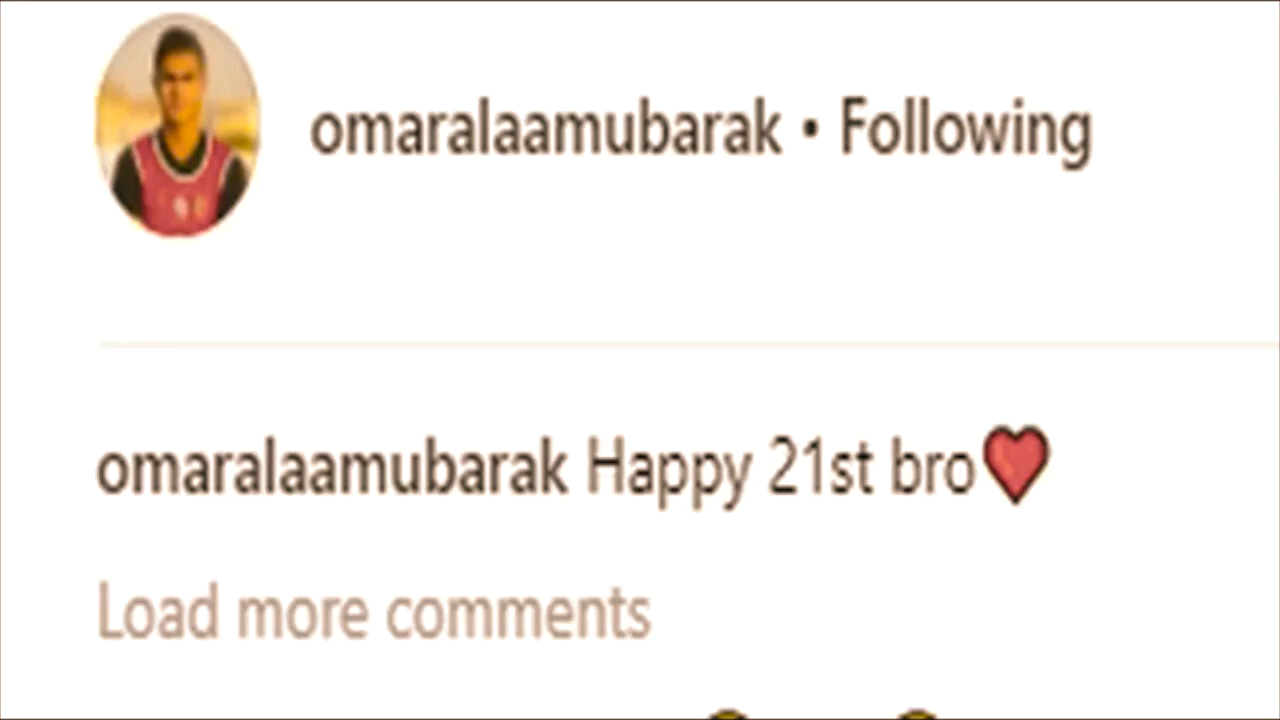 omaralaamubarak • Following
omaralaamubarak Happy 21st bro❤️
Load more comments